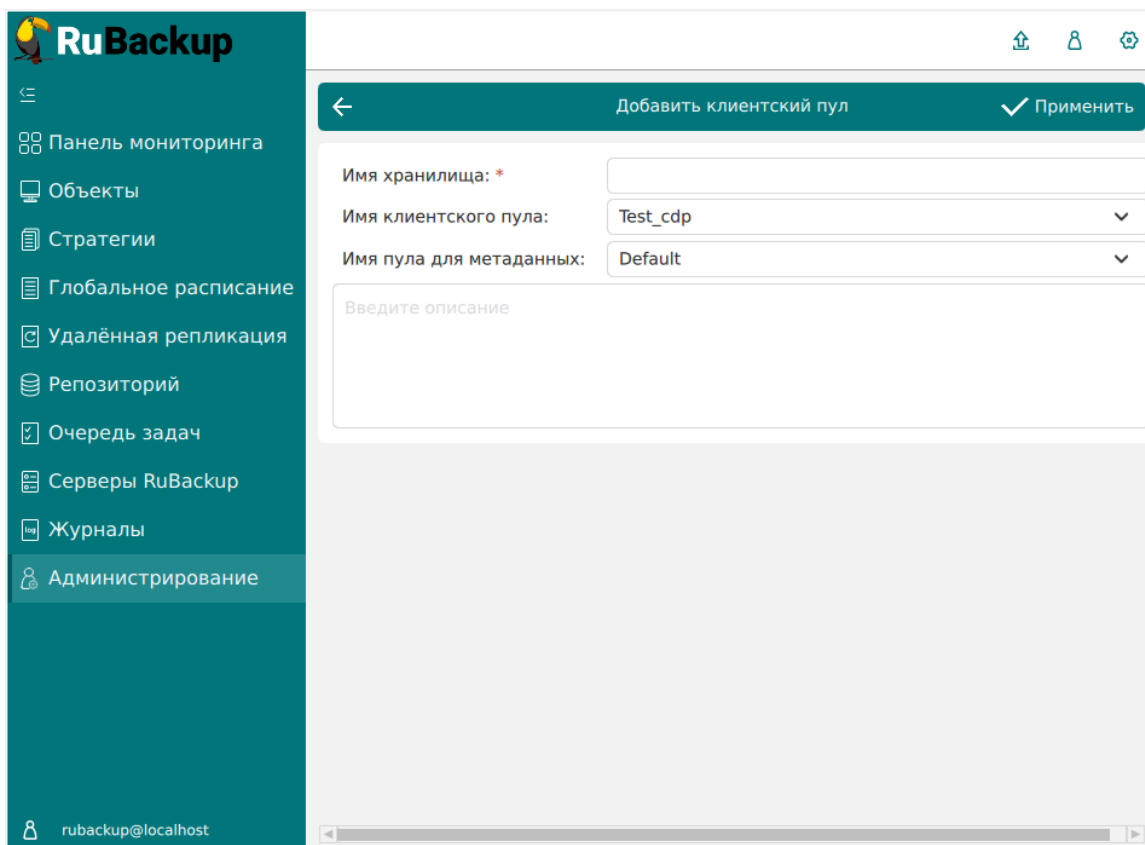 RuBackup
Добавить клиентский пул
Применить
Панель мониторинга
Объекты
Стратегии
Глобальное расписание
Удалённая репликация
Репозиторий
Очередь задач
Серверы RuBackup
log Журналы
Администрирование
rubackup@localhost
Имя хранилища: *
Имя клиентского пула: Test_cdp
Имя пула для метаданных: Default
Введите описание